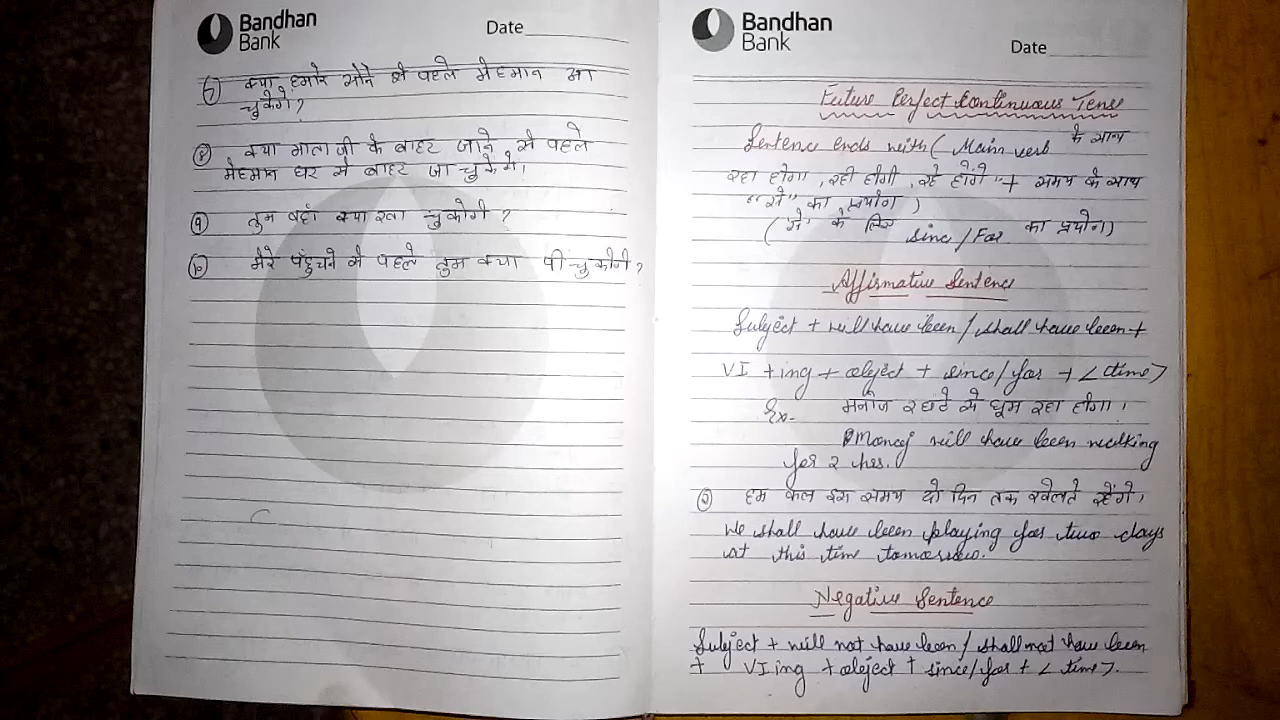 Bandhan
Bank
Date
7) क्या हमारे सोने से पहले मेहमान आ
चुकेंगे?
8) क्या माताजी के बाहर जाने से पहले
मेहमान घर से बाहर जा चुकेंगे।
9) तुम वहाँ क्या खा चुकोगे?
10) मेरे पहुंचने से पहले तुम क्या पी चुकोगे?
Bandhan
Bank
Date
Future Perfect Continuous Tense
Sentence ends with (Main verb के साथ
रहा होगा, रही होगी, रहे होंगे" + समय के साथ
"से" का प्रयोग)
("से" के लिए sinc/For का प्रयोग)
Affirmative Sentence
Subject + will have been / shall have been +
VI + ing + object + since/for + <time>
Ex- मनोज 2 घंटे से घूम रहा होगा।
Manoj will have been walking
for 2 hrs.
(2) हम कल इस समय दो दिन तक खेलते रहेंगे।
We shall have been playing for two days
at this time tomorrow.
Negative Sentence
Subject + will not have been / shall not have been
+ VI ing + object + since/for + <time>.